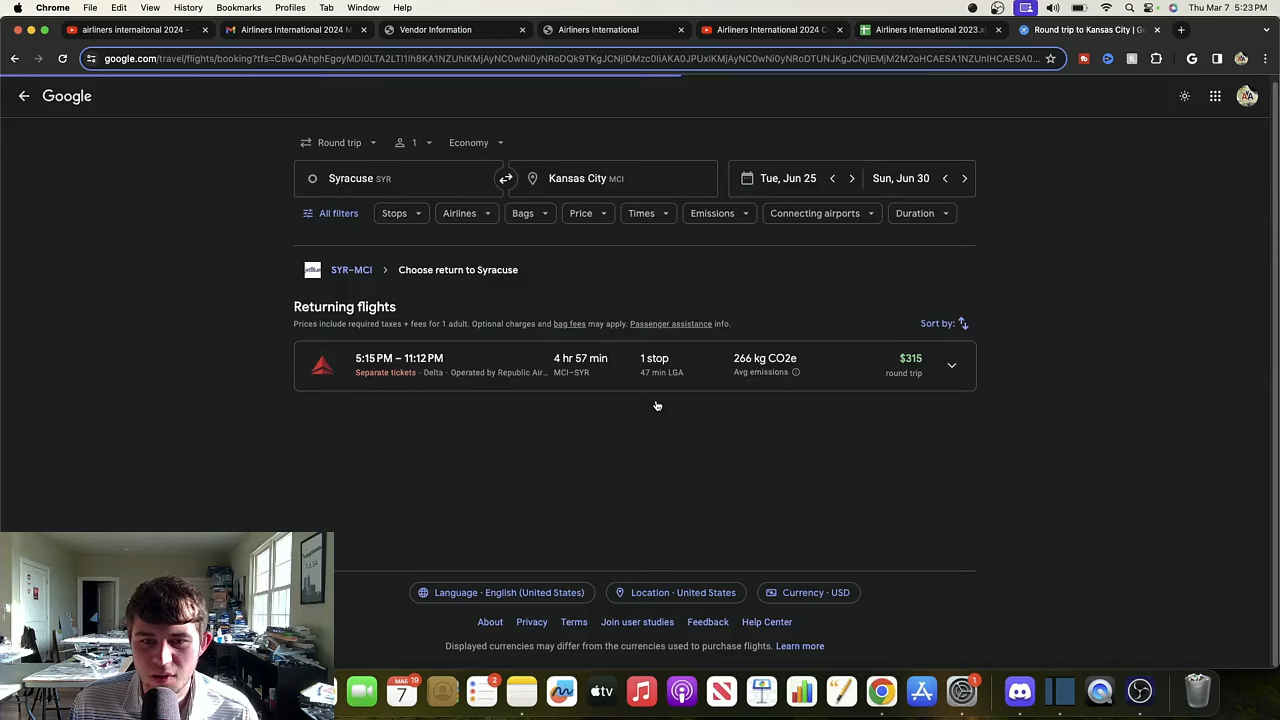 Chrome File Edit View History Bookmarks Profiles Tab Window Help Thu Mar 7 5:23 PM
airliners internaitonal 2024 - Airliners International 2024 M Vendor Information Airliners International Airliners International 2024 C Airliners International 2023.x Round trip to Kansas City | G
Google
Round trip 1 Economy
Syracuse SYR Kansas City MCI Tue, Jun 25 Sun, Jun 30
All filters Stops Airlines Bags Price Times Emissions Connecting airports Duration
jetBlue SYR–MCI Choose return to Syracuse
Returning flights
Prices include required taxes + fees for 1 adult. Optional charges and bag fees may apply. Passenger assistance info. Sort by:
5:15 PM – 11:12 PM 4 hr 57 min 1 stop 266 kg CO2e $315
Separate tickets · Delta · Operated by Republic Air... MCI–SYR 47 min LGA Avg emissions round trip
Language · English (United States) Location · United States Currency · USD
About Privacy Terms Join user studies Feedback Help Center
Displayed currencies may differ from the currencies used to purchase flights. Learn more
MAR 19
7
2
tv
1